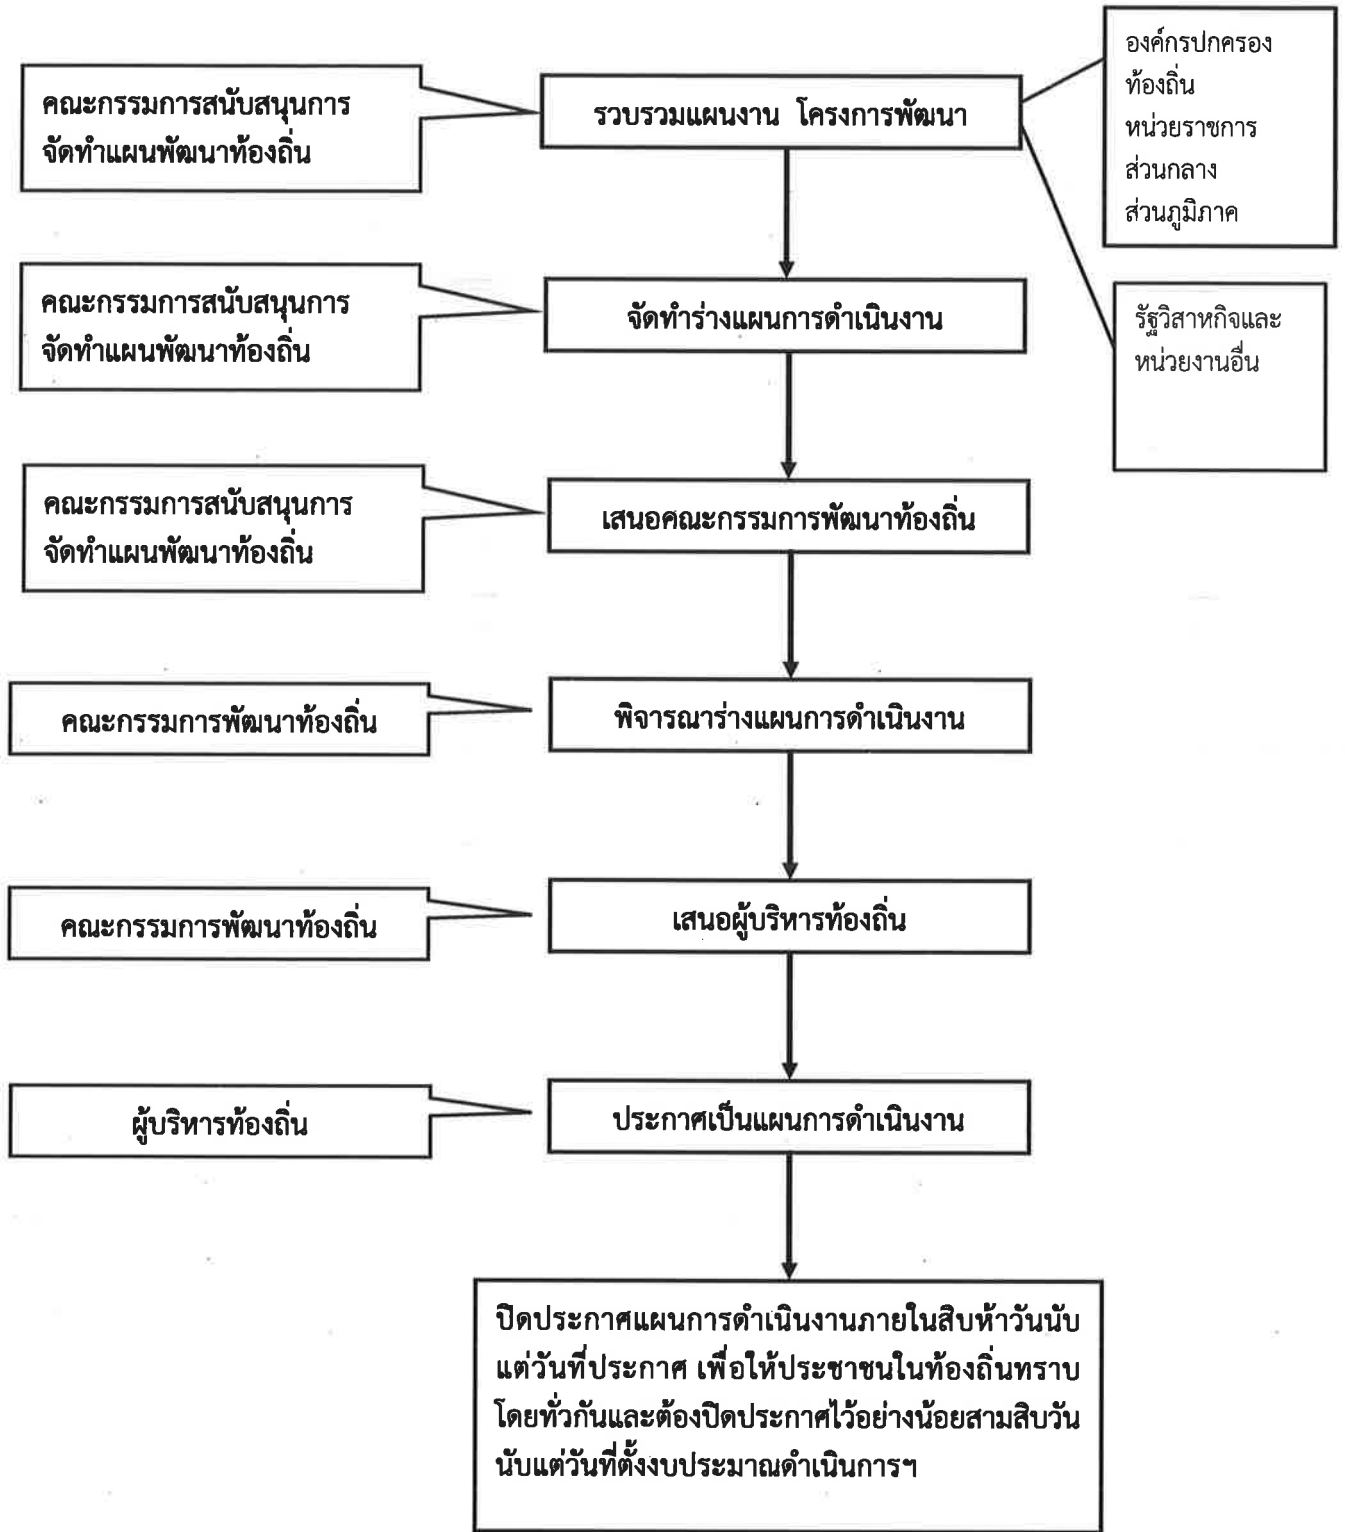 คณะกรรมการสนับสนุนการ
จัดทำแผนพัฒนาท้องถิ่น
รวบรวมแผนงาน โครงการพัฒนา
องค์กรปกครอง
ท้องถิ่น
หน่วยราชการ
ส่วนกลาง
ส่วนภูมิภาค
คณะกรรมการสนับสนุนการ
จัดทำแผนพัฒนาท้องถิ่น
จัดทำร่างแผนการดำเนินงาน
รัฐวิสาหกิจและ
หน่วยงานอื่น
คณะกรรมการสนับสนุนการ
จัดทำแผนพัฒนาท้องถิ่น
เสนอคณะกรรมการพัฒนาท้องถิ่น
คณะกรรมการพัฒนาท้องถิ่น
พิจารณาร่างแผนการดำเนินงาน
คณะกรรมการพัฒนาท้องถิ่น
เสนอผู้บริหารท้องถิ่น
ผู้บริหารท้องถิ่น
ประกาศเป็นแผนการดำเนินงาน
ปิดประกาศแผนการดำเนินงานภายในสิบห้าวันนับ
แต่วันที่ประกาศ เพื่อให้ประชาชนในท้องถิ่นทราบ
โดยทั่วกันและต้องปิดประกาศไว้อย่างน้อยสามสิบวัน
นับแต่วันที่ตั้งงบประมาณดำเนินการฯ